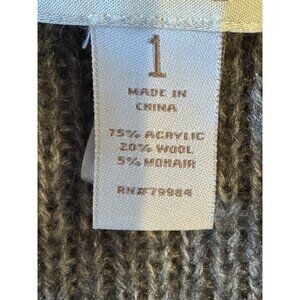 1
MADE IN
CHINA
75% ACRYLIC
20% WOOL
5% MOHAIR
RN#79984